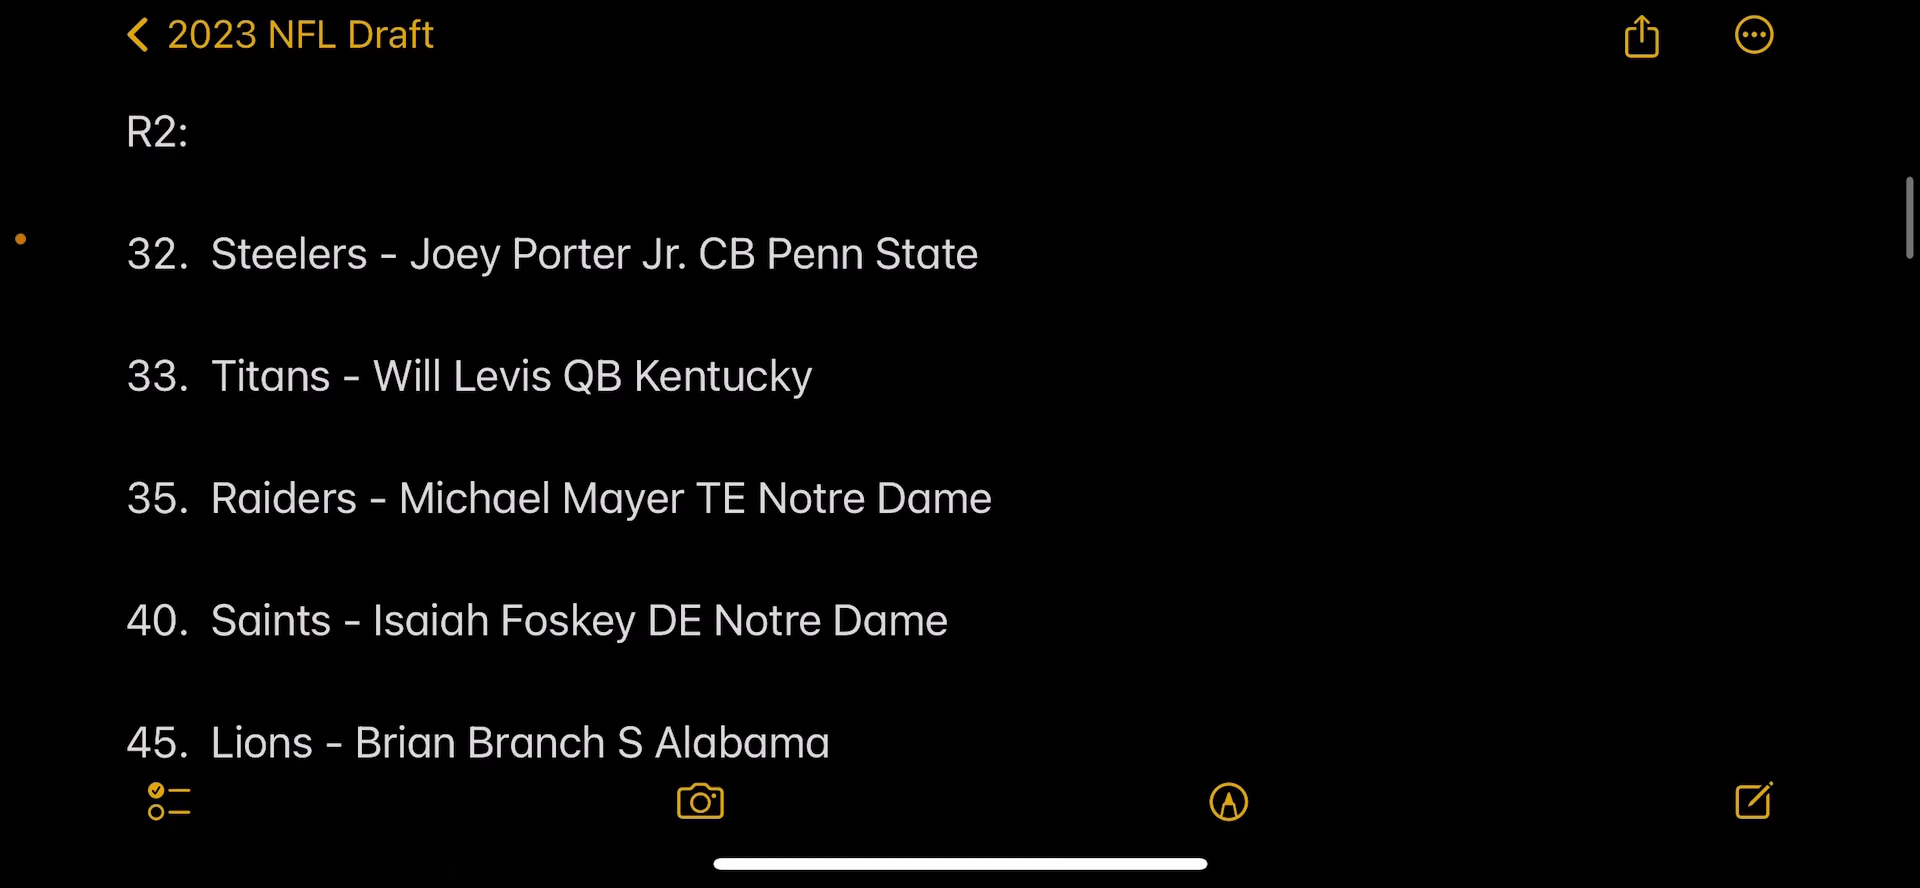 2023 NFL Draft
R2:
32. Steelers - Joey Porter Jr. CB Penn State
33. Titans - Will Levis QB Kentucky
35. Raiders - Michael Mayer TE Notre Dame
40. Saints - Isaiah Foskey DE Notre Dame
45. Lions - Brian Branch S Alabama